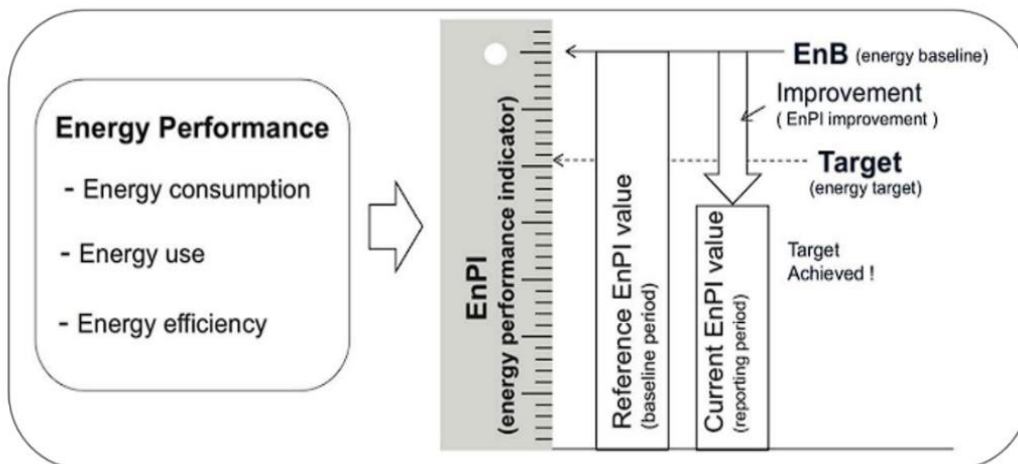 Energy Performance
- Energy consumption
- Energy use
- Energy efficiency
EnPI
(energy performance indicator)
Reference EnPI value
(baseline period)
Current EnPI value
(reporting period)
EnB (energy baseline)
Improvement
( EnPI improvement )
Target
(energy target)
Target
Achieved !